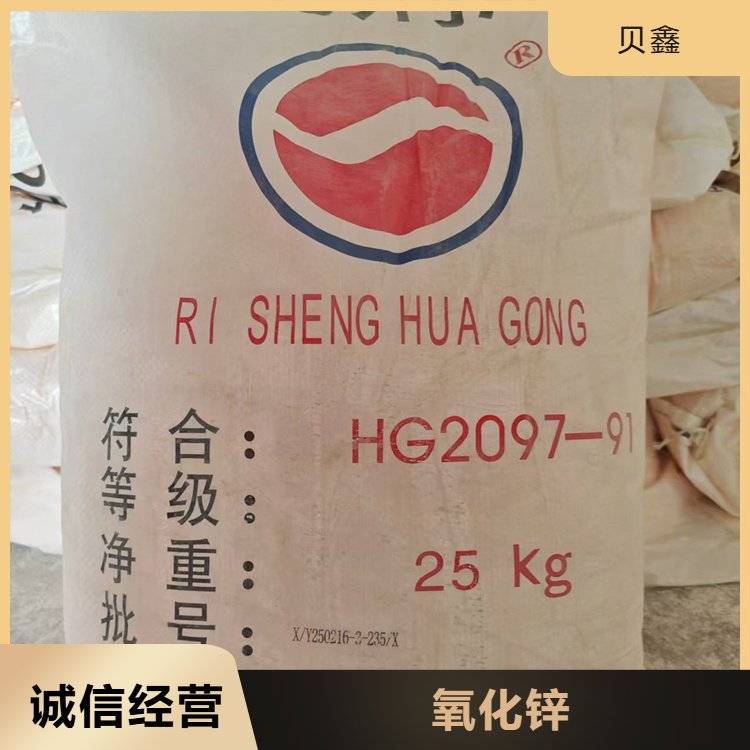 贝鑫
®
RI SHENG HUA GONG
符合: HG2097-91
等级:
净重: 25 Kg
批号: X/Y250216-3-235/X
诚信经营
氧化锌